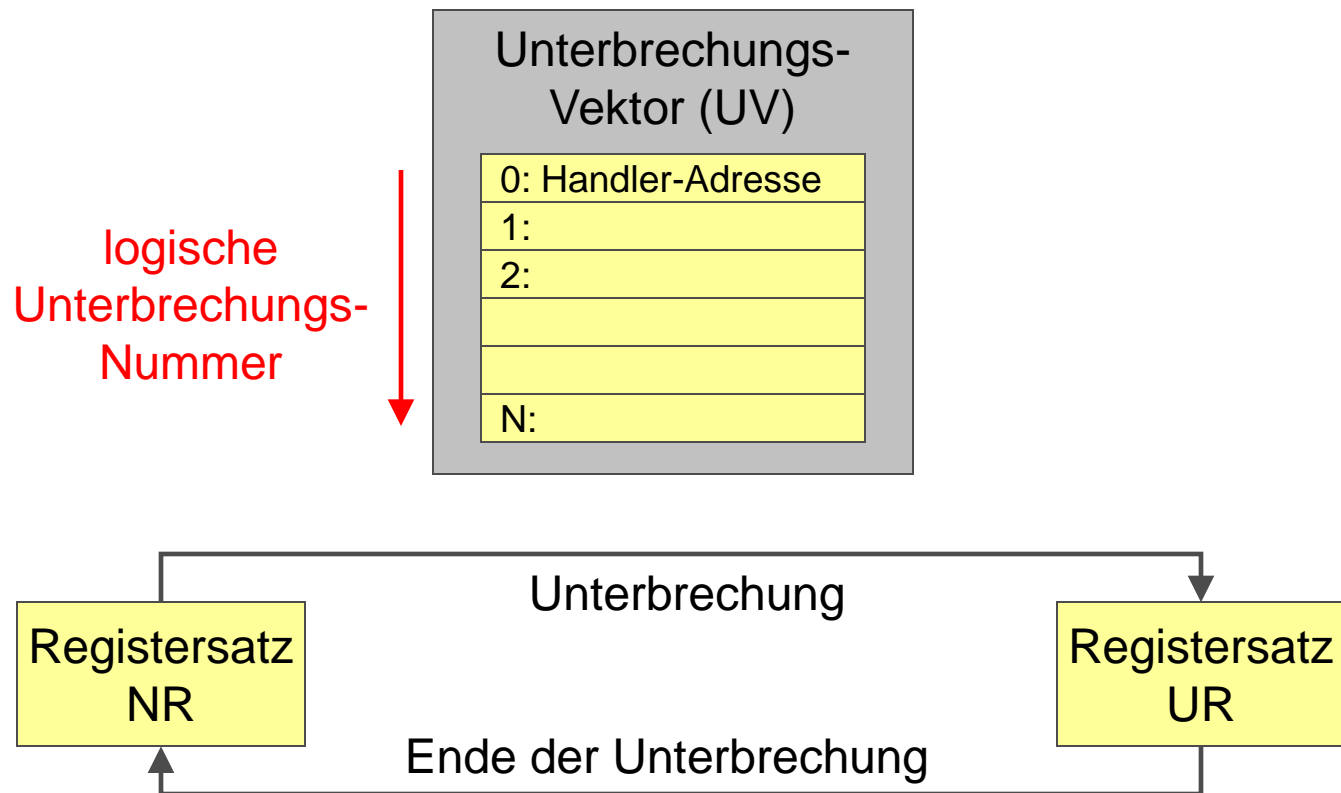 Unterbrechungs-
Vektor (UV)
0: Handler-Adresse
1:
2:
N:
logische
Unterbrechungs-
Nummer
Unterbrechung
Registersatz
NR
Registersatz
UR
Ende der Unterbrechung